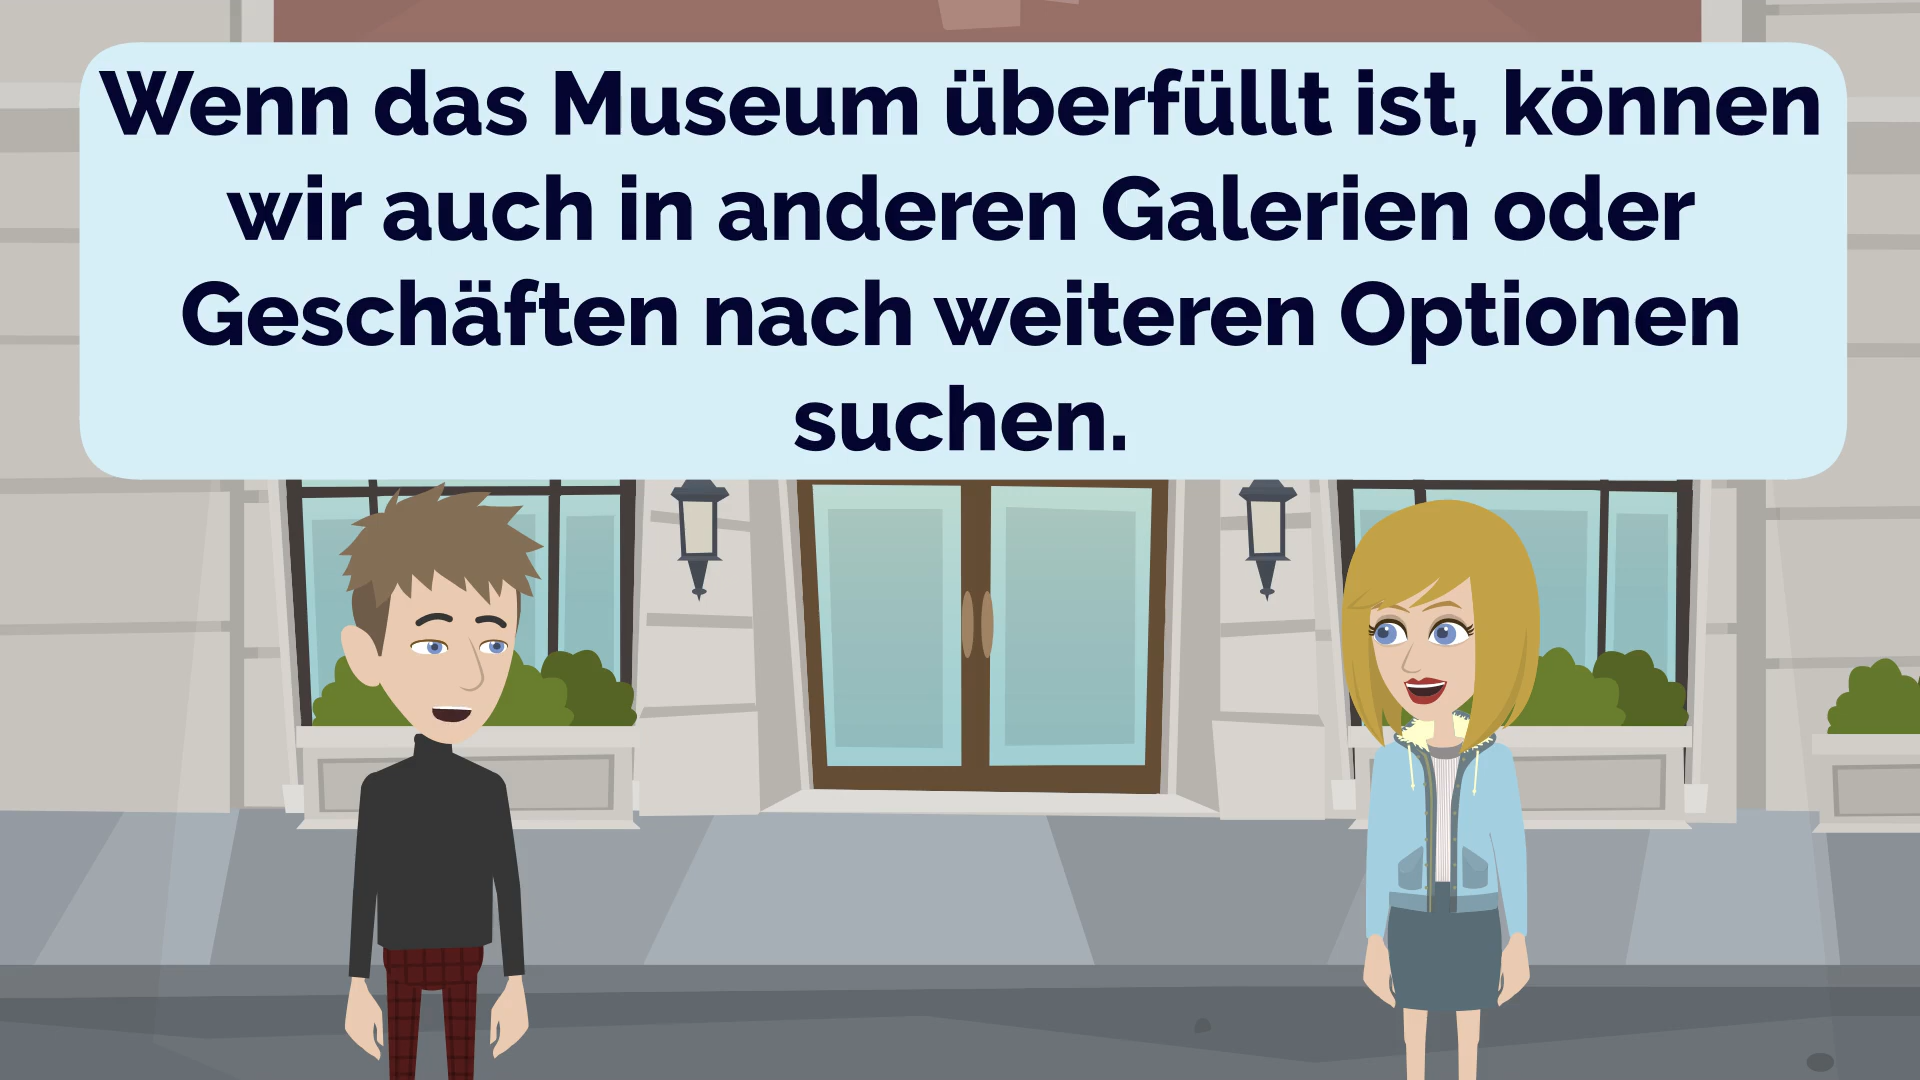 Wenn das Museum überfüllt ist, können
wir auch in anderen Galerien oder
Geschäften nach weiteren Optionen
suchen.